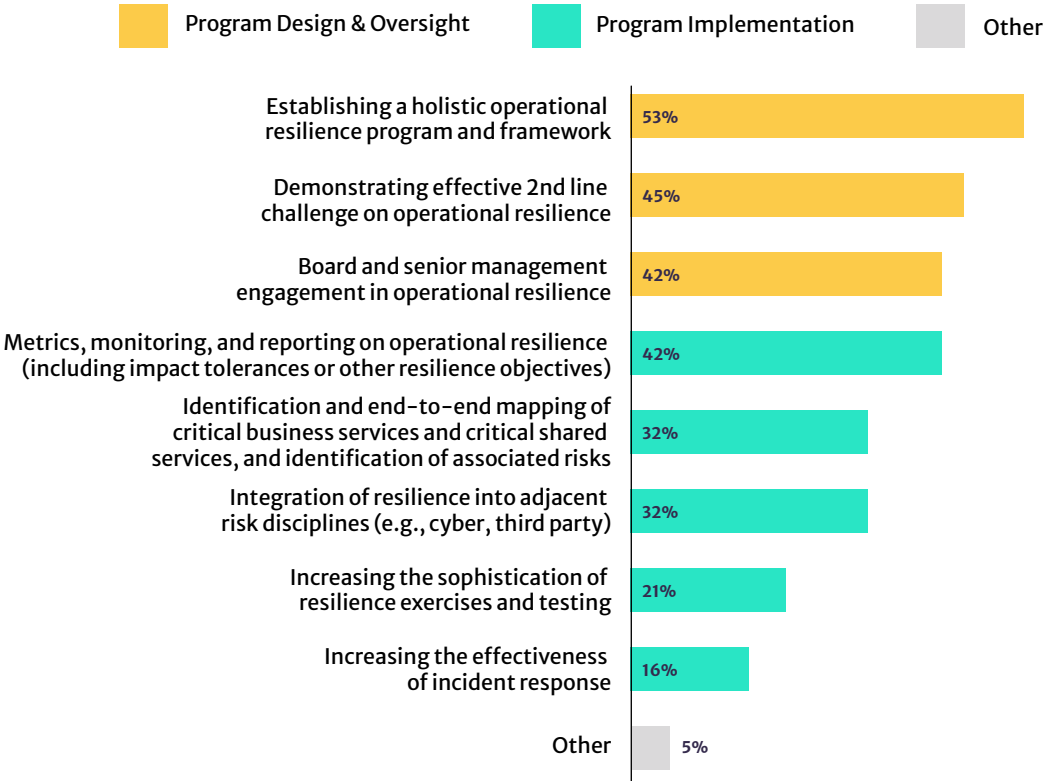 Program Design & Oversight
Program Implementation
Other
Establishing a holistic operational
resilience program and framework
53%
Demonstrating effective 2nd line
challenge on operational resilience
45%
Board and senior management
engagement in operational resilience
42%
Metrics, monitoring, and reporting on operational resilience
(including impact tolerances or other resilience objectives)
42%
Identification and end-to-end mapping of
critical business services and critical shared
services, and identification of associated risks
32%
Integration of resilience into adjacent
risk disciplines (e.g., cyber, third party)
32%
Increasing the sophistication of
resilience exercises and testing
21%
Increasing the effectiveness
of incident response
16%
Other
5%